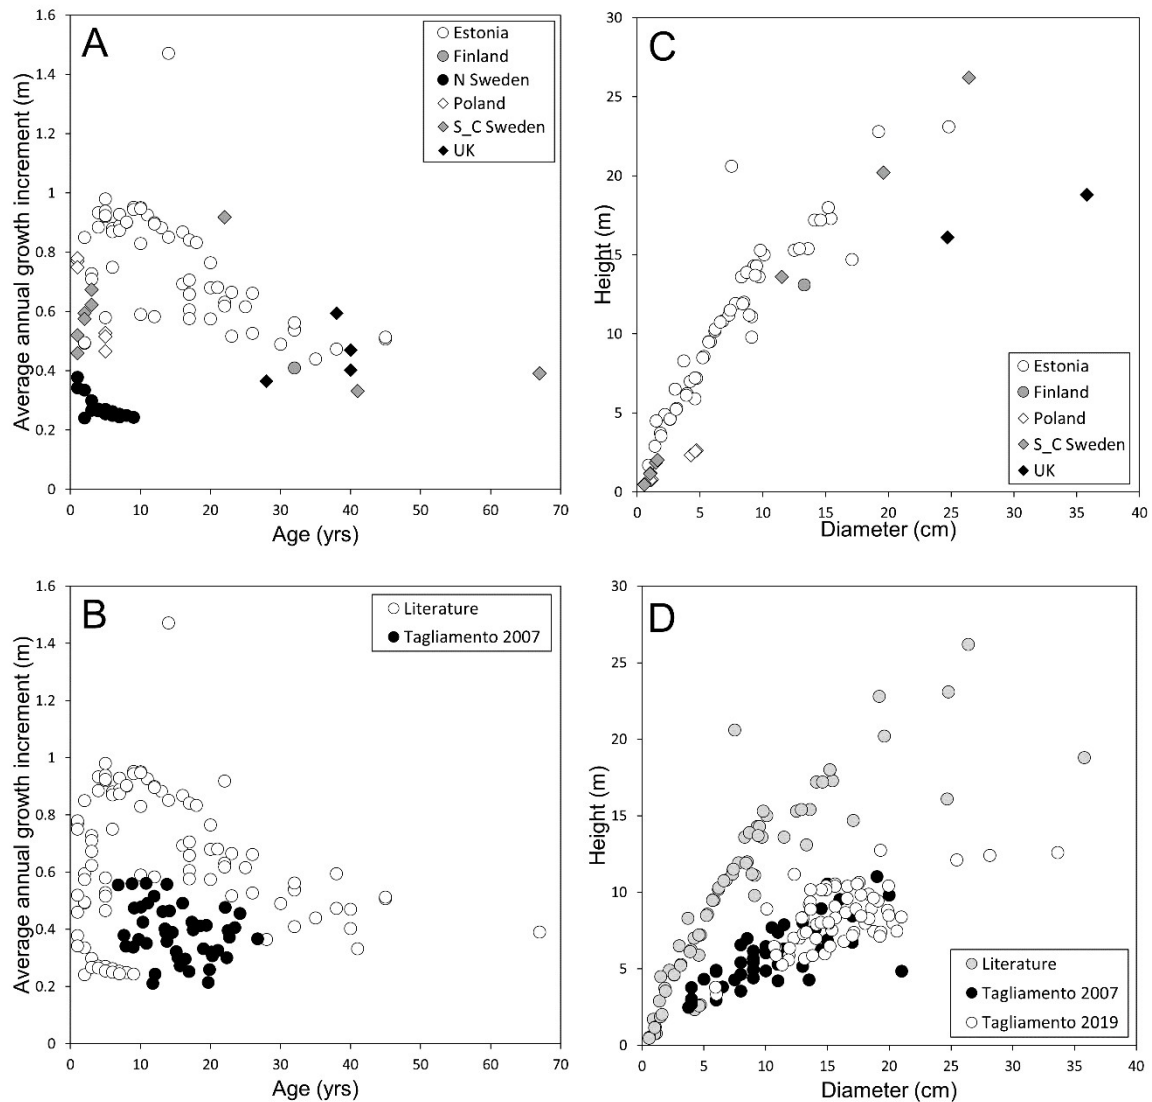 A
Average annual growth increment (m)
1.6
1.4
1.2
1
0.8
0.6
0.4
0.2
0
Estonia
Finland
N Sweden
Poland
S_C Sweden
UK
0 10 20 30 40 50 60 70
Age (yrs)
C
Height (m)
30
25
20
15
10
5
0
Estonia
Finland
Poland
S_C Sweden
UK
0 5 10 15 20 25 30 35 40
Diameter (cm)
B
Average annual growth increment (m)
1.6
1.4
1.2
1
0.8
0.6
0.4
0.2
0
Literature
Tagliamento 2007
0 10 20 30 40 50 60 70
Age (yrs)
D
Height (m)
30
25
20
15
10
5
0
Literature
Tagliamento 2007
Tagliamento 2019
0 5 10 15 20 25 30 35 40
Diameter (cm)